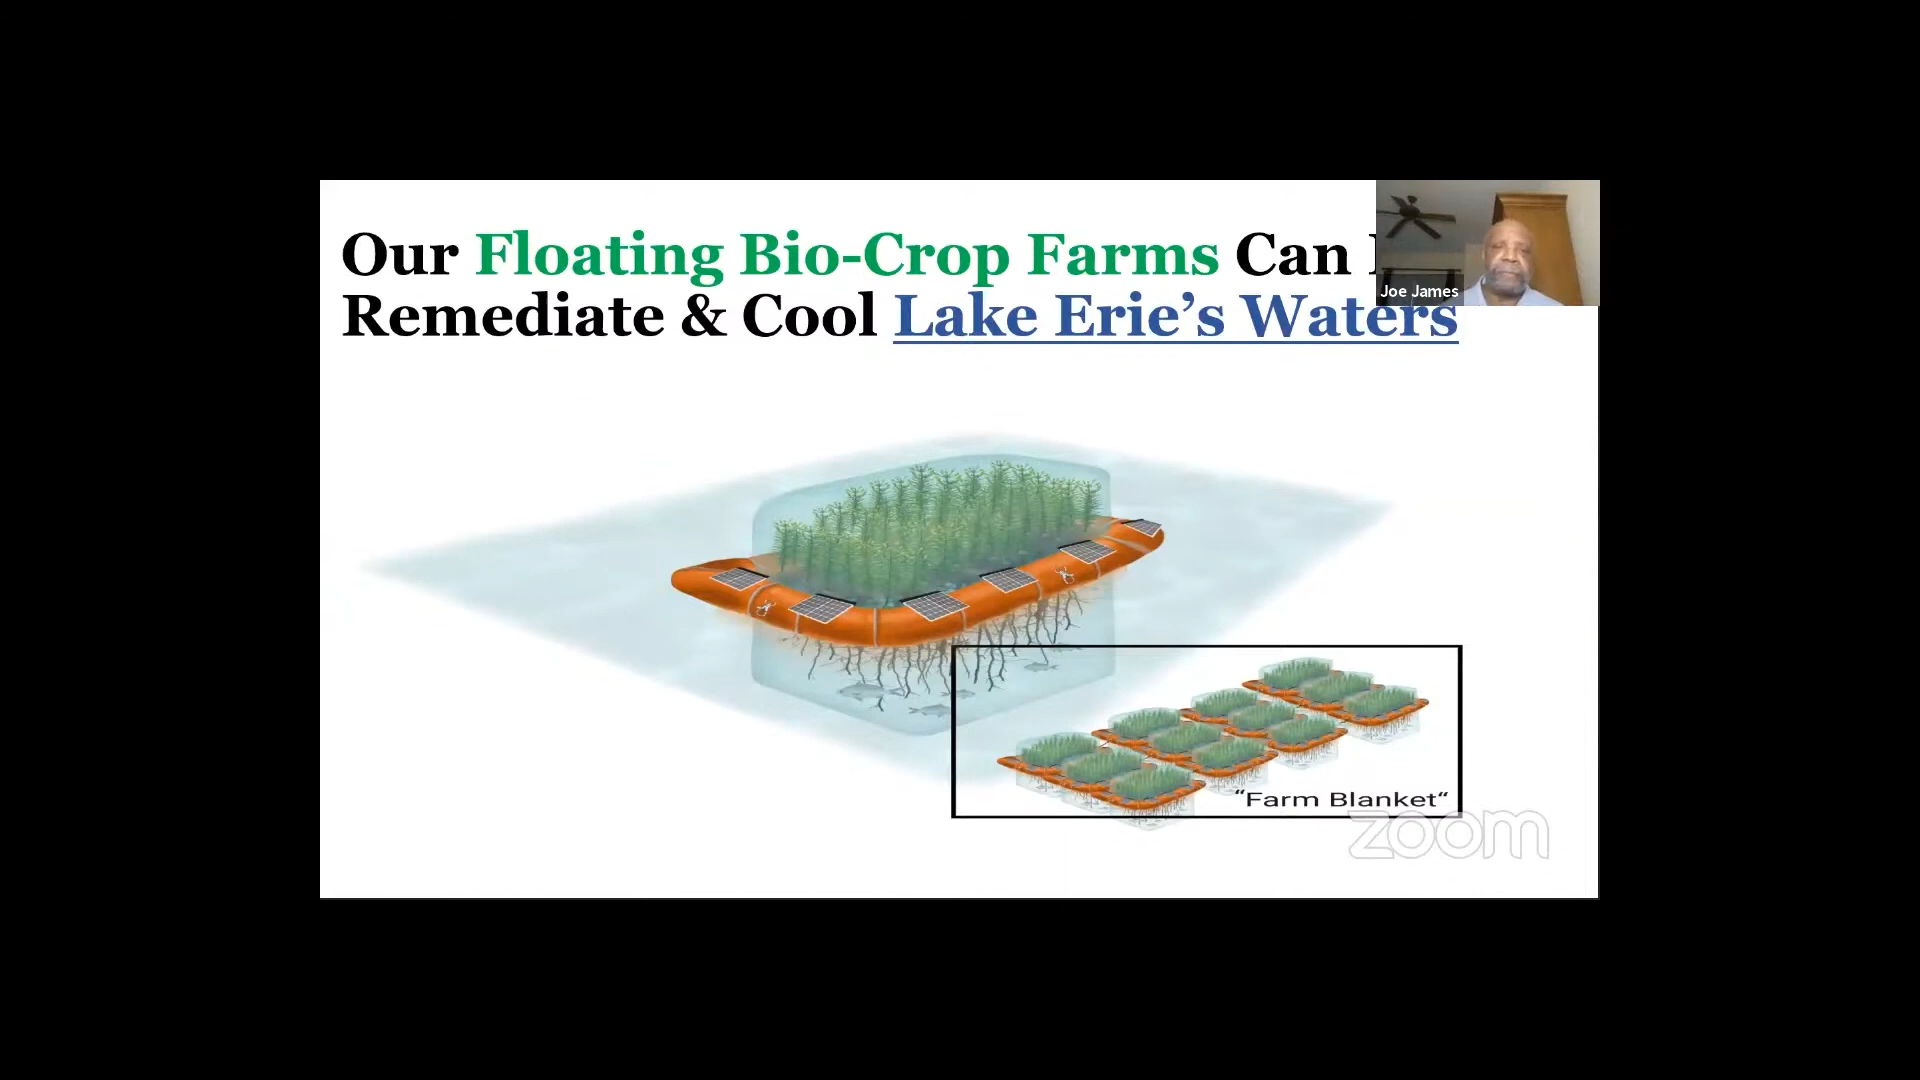 Our Floating Bio-Crop Farms Can
Remediate & Cool Lake Erie’s Waters
Joe James
“Farm Blanket“
zoom